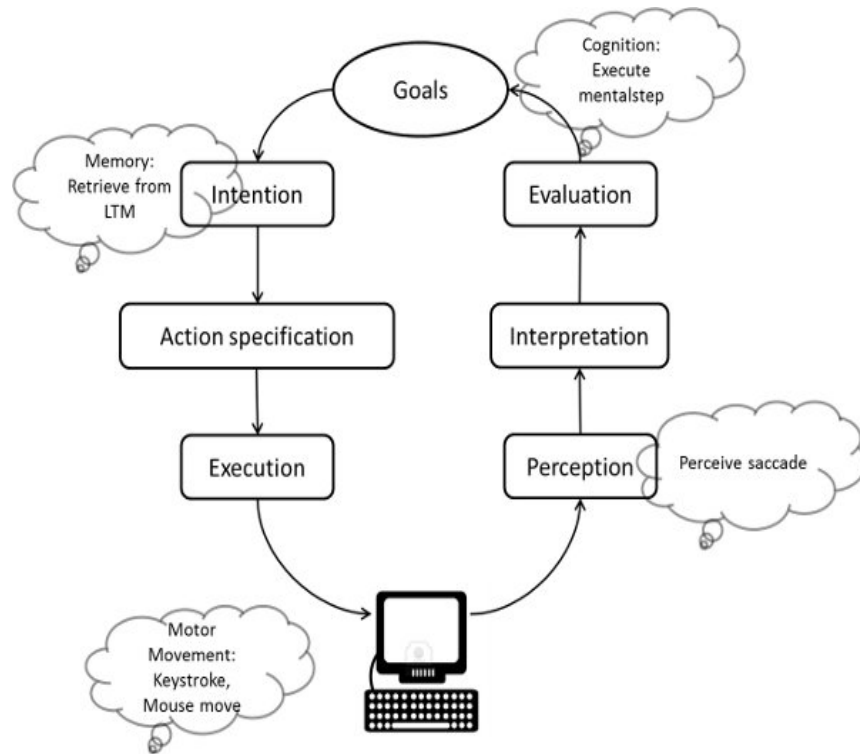 Cognition:
Execute
mentalstep
Goals
Memory:
Retrieve from
LTM
Intention
Evaluation
Action specification
Interpretation
Execution
Perception
Perceive saccade
Motor
Movement:
Keystroke,
Mouse move